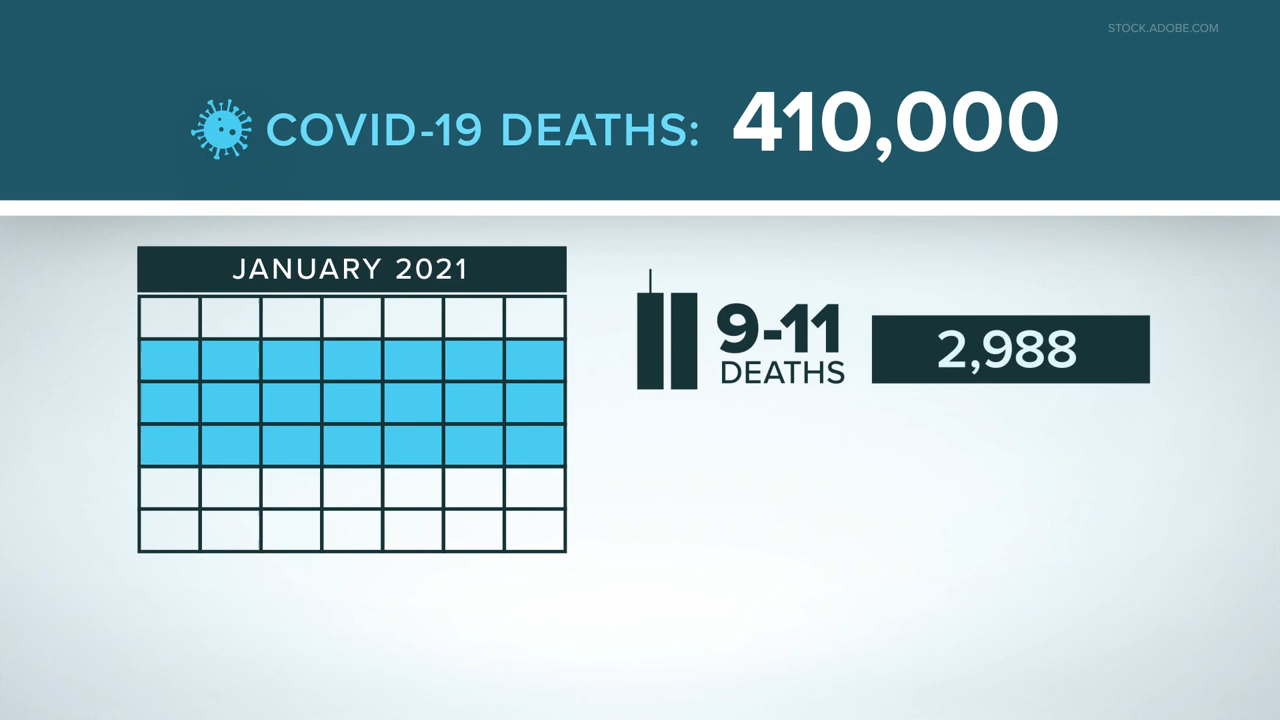 STOCK.ADOBE.COM
COVID-19 DEATHS: 410,000
JANUARY 2021
9-11
DEATHS
2,988